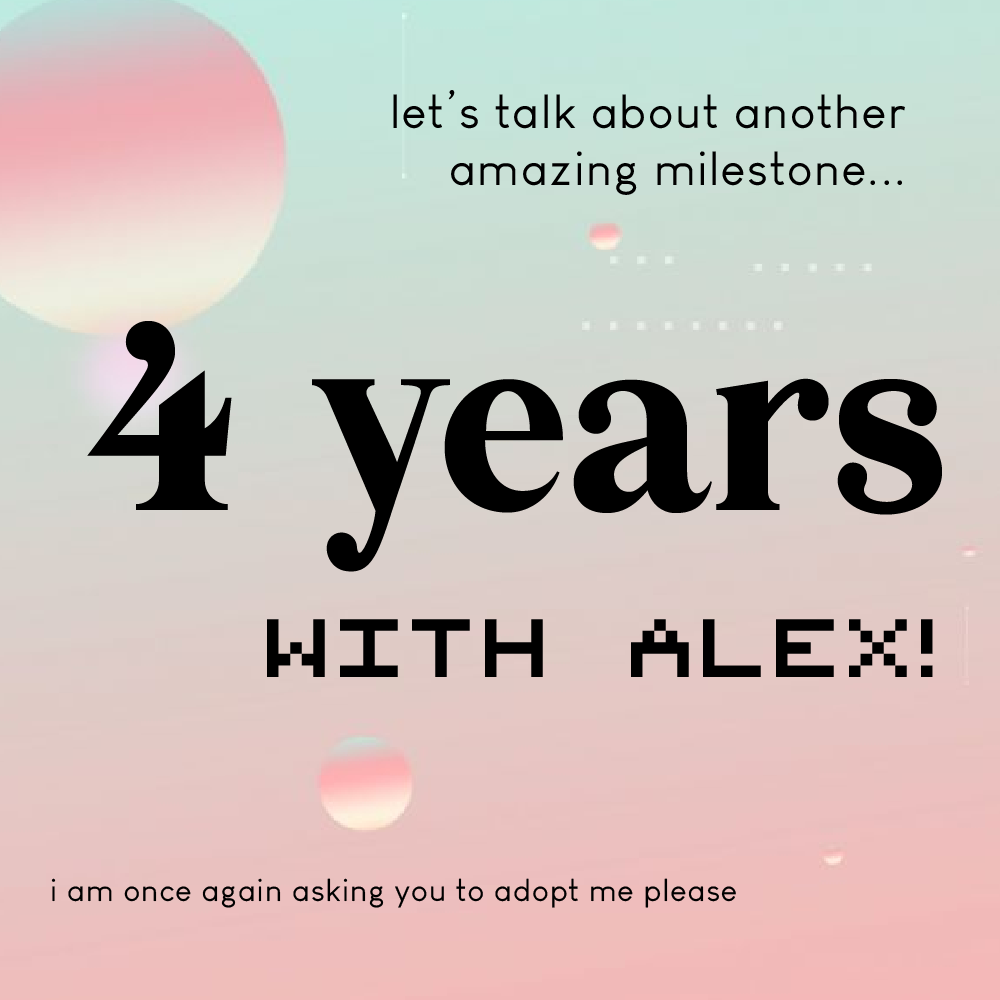 let’s talk about another
amazing milestone...
4 years
WITH ALEX!
i am once again asking you to adopt me please